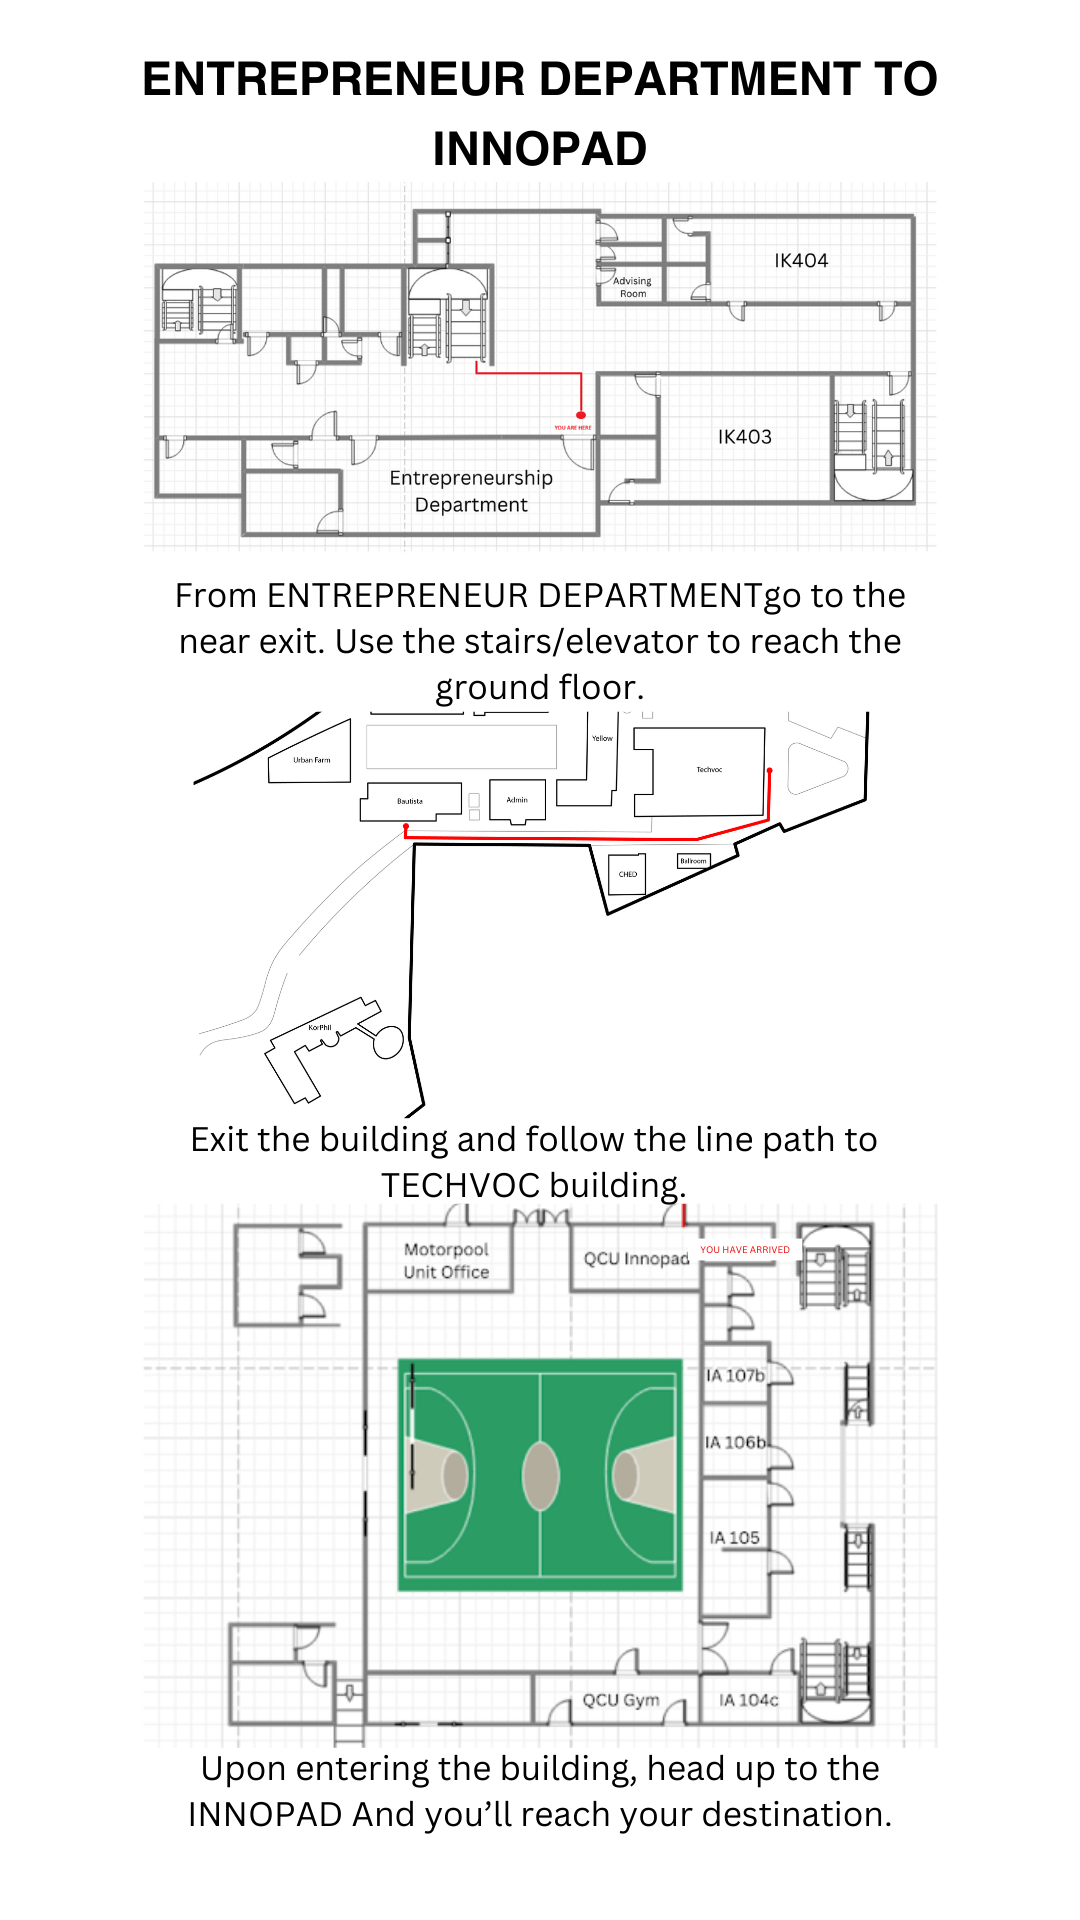 ENTREPRENEUR DEPARTMENT TO
INNOPAD
IK404
Advising
Room
YOU ARE HERE
IK403
Entrepreneurship
Department
From ENTREPRENEUR DEPARTMENTgo to the
near exit. Use the stairs/elevator to reach the
ground floor.
Urban Farm
Yellow
Techvoc
Bautista
Admin
CHED
Ballroom
KorPhil
Exit the building and follow the line path to
TECHVOC building.
Motorpool
Unit Office
QCU Innopad
YOU HAVE ARRIVED
IA 107b
IA 106b
IA 105
QCU Gym
IA 104c
Upon entering the building, head up to the
INNOPAD And you’ll reach your destination.